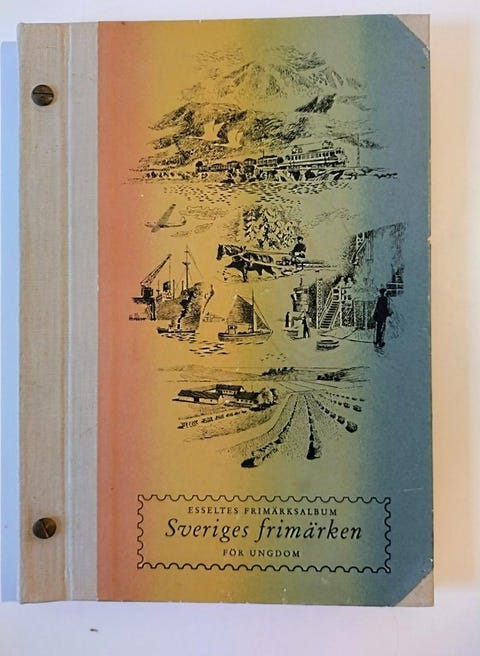 ESSELTES FRIMÄRKSALBUM
Sveriges frimärken
FÖR UNGDOM